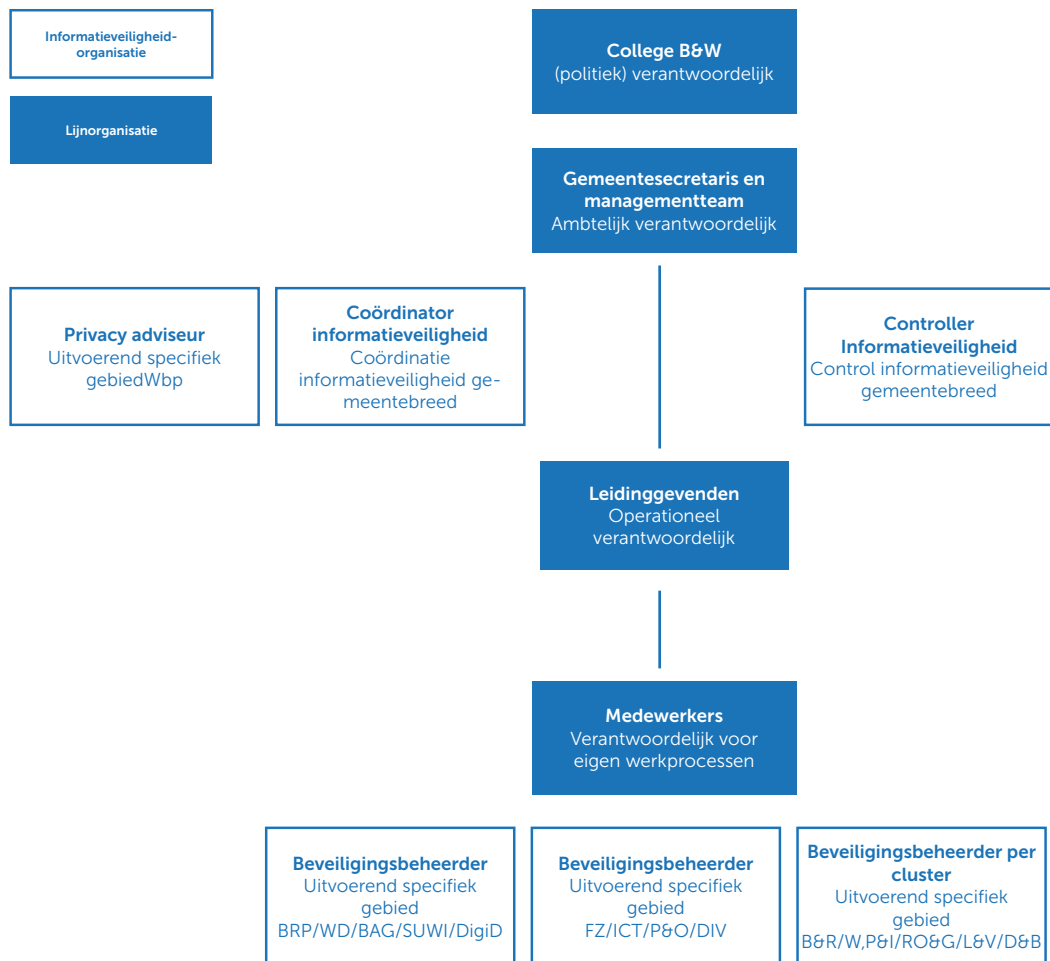 Informatieveiligheid-
organisatie
Lijnorganisatie
College B&W
(politiek) verantwoordelijk
Gemeentesecretaris en
managementteam
Ambtelijk verantwoordelijk
Privacy adviseur
Uitvoerend specifiek
gebiedWbp
Coördinator
informatieveiligheid
Coördinatie
informatieveiligheid ge-
meentebreed
Controller
Informatieveiligheid
Control informatieveiligheid
gemeentebreed
Leidinggevenden
Operationeel
verantwoordelijk
Medewerkers
Verantwoordelijk voor
eigen werkprocessen
Beveiligingsbeheerder
Uitvoerend specifiek
gebied
BRP/WD/BAG/SUWI/DigiD
Beveiligingsbeheerder
Uitvoerend specifiek
gebied
FZ/ICT/P&O/DIV
Beveiligingsbeheerder per
cluster
Uitvoerend specifiek
gebied
B&R/W,P&I/RO&G/L&V/D&B